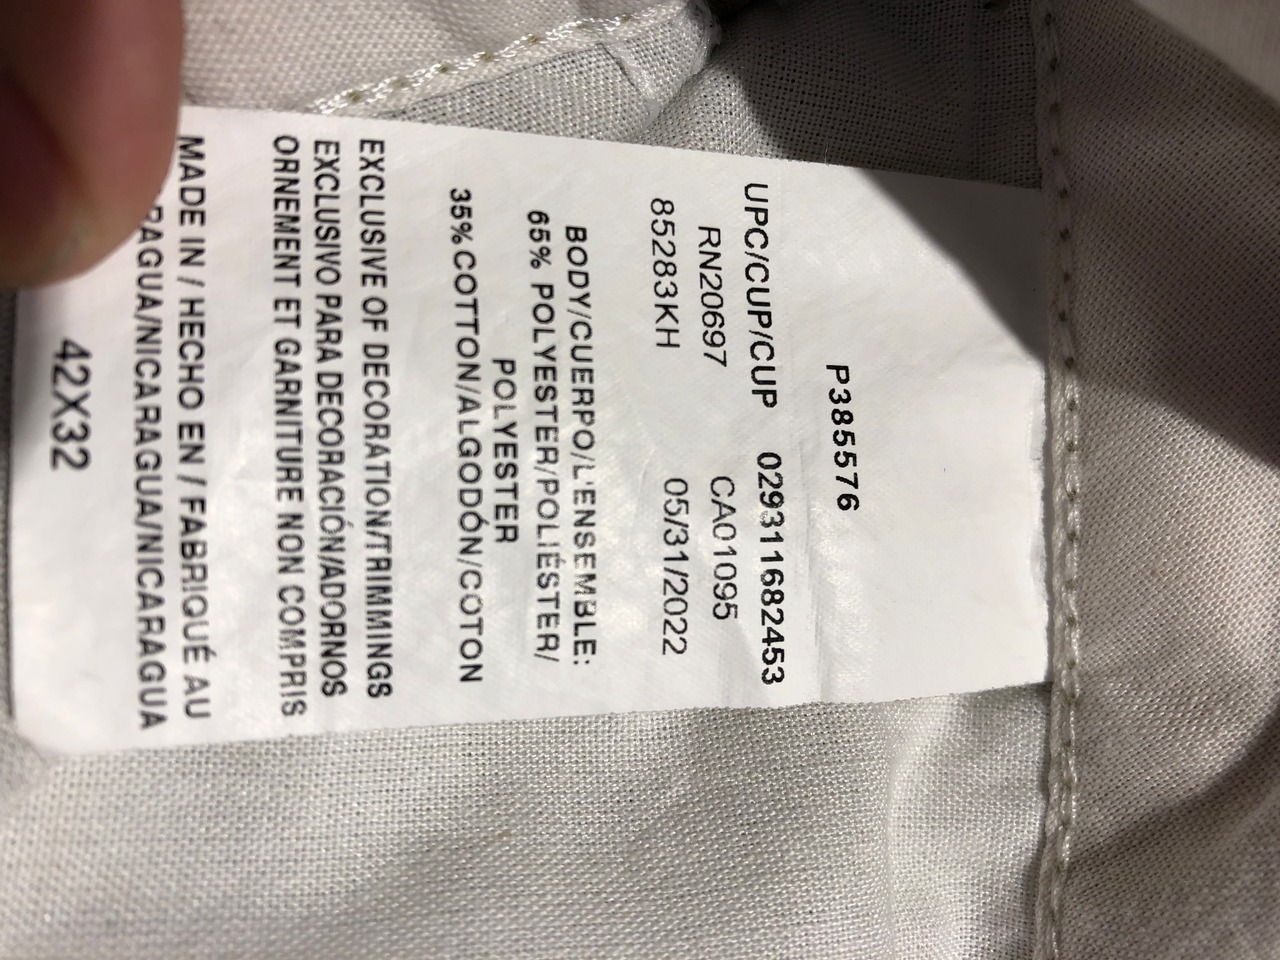 P385576
UPC/CUP/CUP 029311682453
RN20697 CA01095
85283KH 05/31/2022
BODY/CUERPO/L'ENSEMBLE:
65% POLYESTER/POLIÉSTER/
POLYESTER
35%COTTON/ALGODÓN/COTON
EXCLUSIVE OF DECORATION/TRIMMINGS
EXCLUSIVO PARA DECORACIÓN/ADORNOS
ORNEMENT ET GARNITURE NON COMPRIS
MADE IN / HECHO EN / FABRIQUÉ AU
RAGUA/NICARAGUA/NICARAGUA
42X32